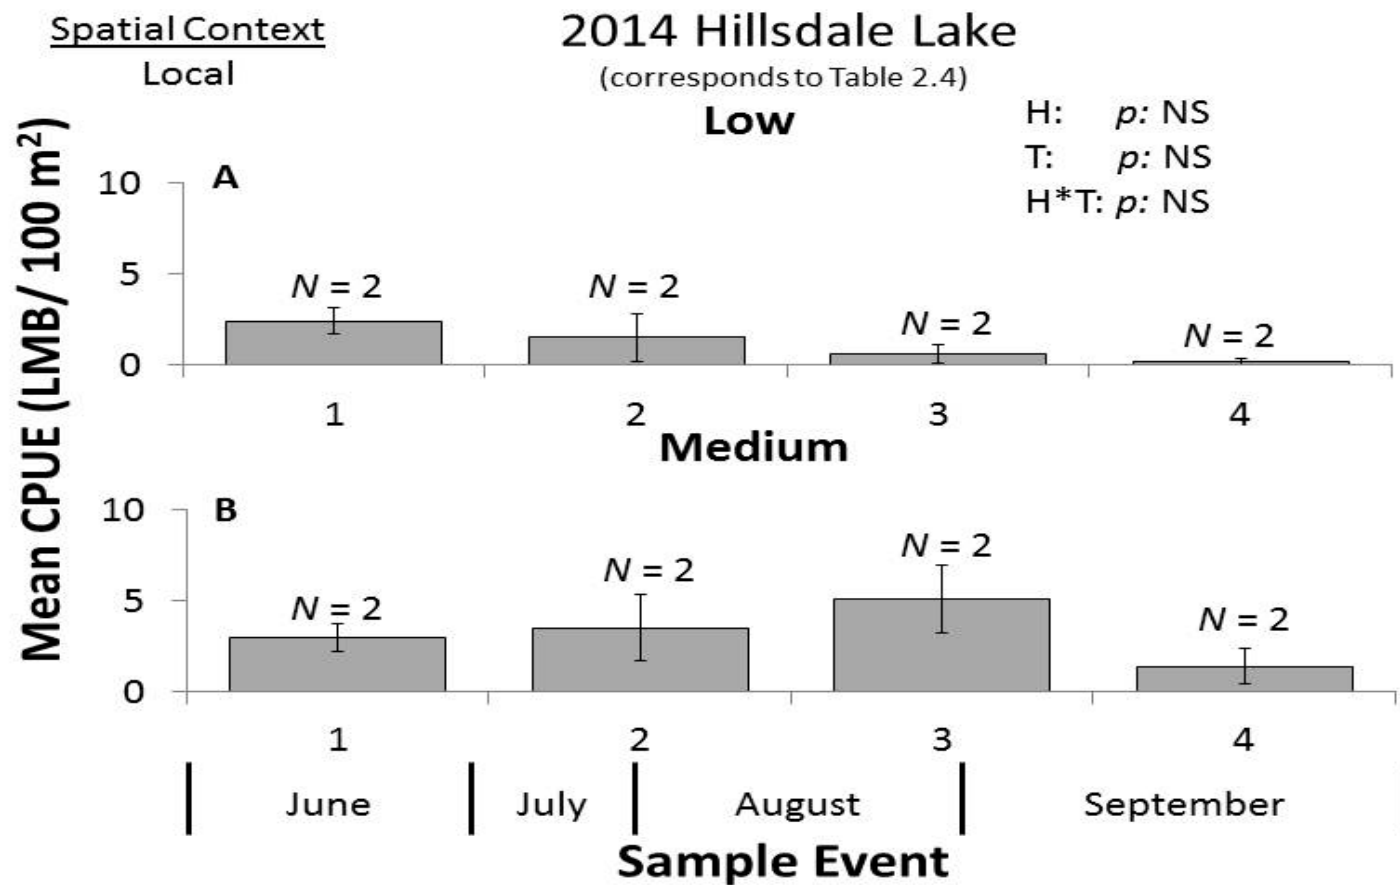 Spatial Context
Local
2014 Hillsdale Lake
(corresponds to Table 2.4)
Low
H: p: NS
T: p: NS
H*T: p: NS
Mean CPUE (LMB/ 100 m²)
A
10
5
0
N = 2
N = 2
N = 2
N = 2
1 2 3 4
Medium
B
10
5
0
N = 2
N = 2
N = 2
N = 2
1 2 3 4
June July August September
Sample Event